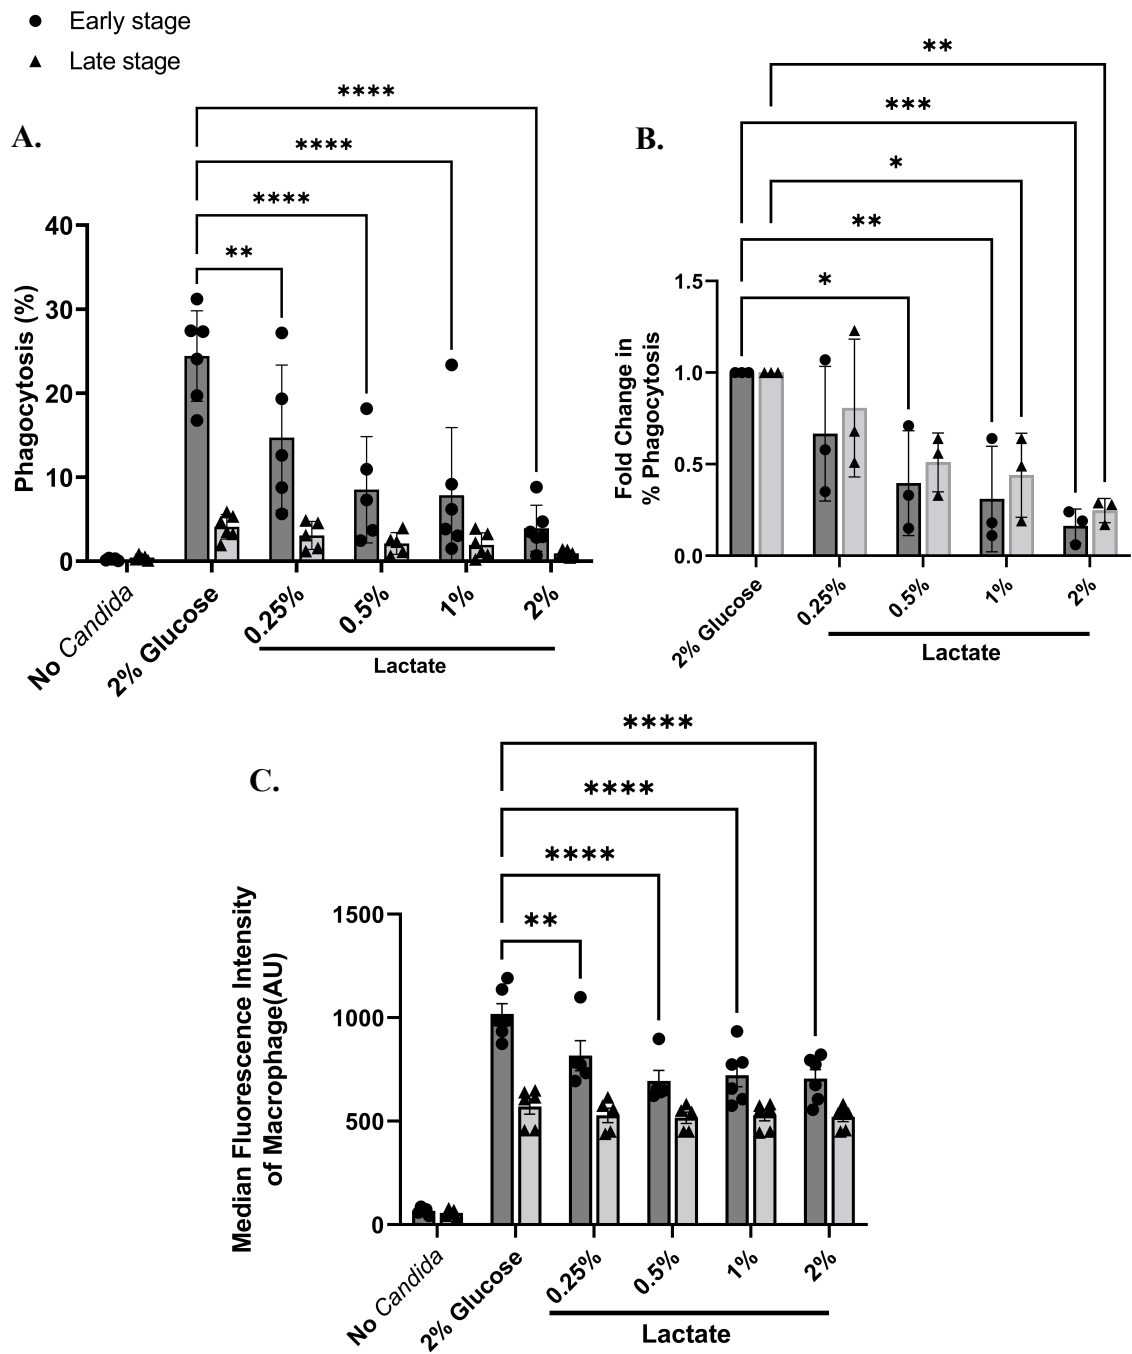 Early stage
Late stage
A.
****
****
****
**
Phagocytosis (%)
40
30
20
10
0
No Candida
2% Glucose
0.25%
0.5%
1%
2%
Lactate
B.
**
***
*
**
*
Fold Change in
% Phagocytosis
1.5
1.0
0.5
0.0
2% Glucose
0.25%
0.5%
1%
2%
Lactate
C.
****
****
****
**
Median Fluorescence Intensity
of Macrophage(AU)
1500
1000
500
0
No Candida
2% Glucose
0.25%
0.5%
1%
2%
Lactate